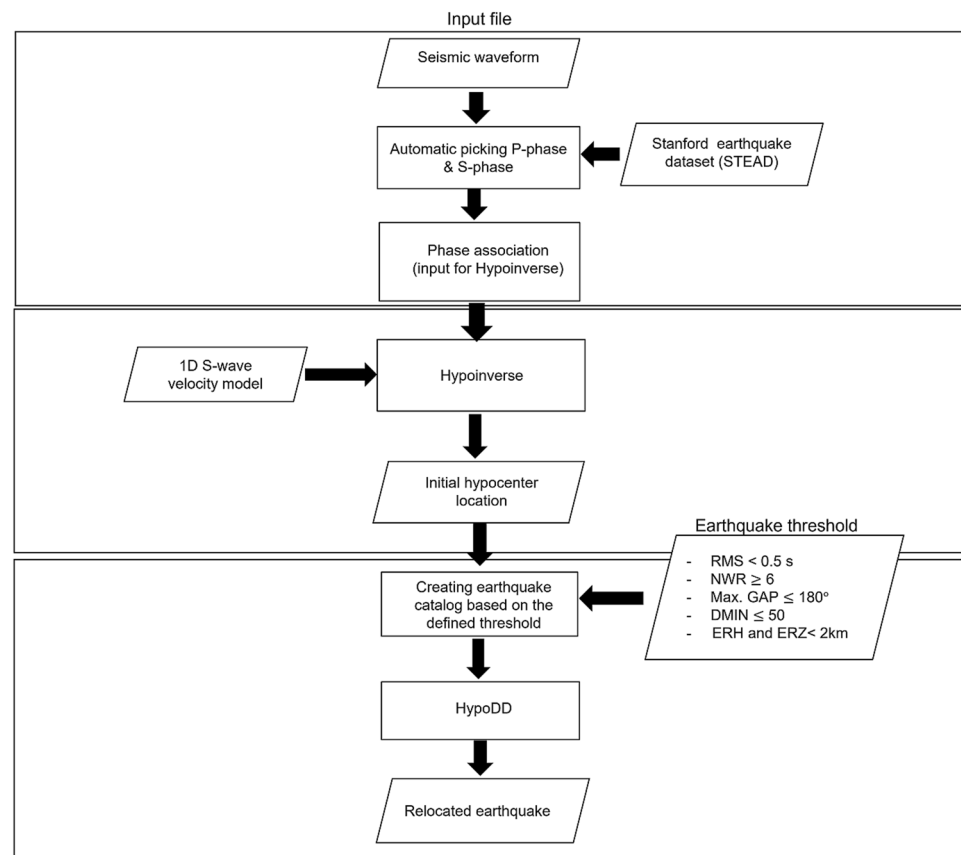 Input file
Seismic waveform
Automatic picking P-phase
& S-phase
Stanford earthquake
dataset (STEAD)
Phase association
(input for Hypoinverse)
1D S-wave
velocity model
Hypoinverse
Initial hypocenter
location
Earthquake threshold
- RMS < 0.5 s
- NWR ≥ 6
- Max. GAP ≤ 180°
- DMIN ≤ 50
- ERH and ERZ< 2km
Creating earthquake
catalog based on the
defined threshold
HypoDD
Relocated earthquake